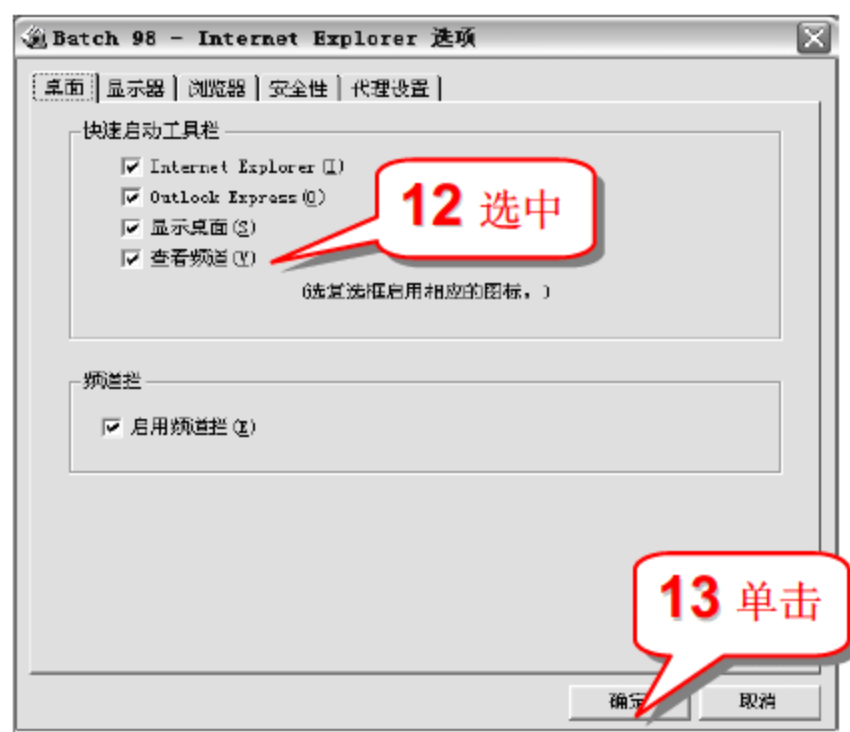 Batch 98 - Internet Explorer 选项
桌面 显示器 浏览器 安全性 代理设置
快速启动工具栏
Internet Explorer(I)
Outlook Express(O)
12 选中
显示桌面(S)
查看频道(V)
(选复选框启用相应的图标。)
频道栏
启用频道栏(E)
13 单击
确定 取消